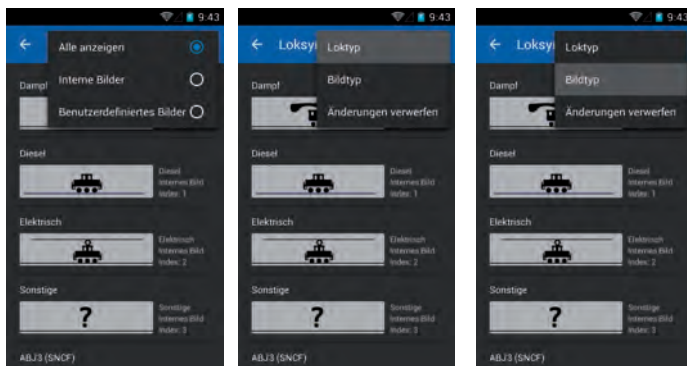 9:43
Alle anzeigen
Interne Bilder
Benutzerdefiniertes Bilder
Dampf
Diesel
Diesel
Internes Bild
Index: 1
Elektrisch
Elektrisch
Internes Bild
Index: 2
Sonstige
?
Sonstige
Internes Bild
Index: 3
ABJ3 (SNCF)
9:43
Loksy
Loktyp
Bildtyp
Änderungen verwerfen
Dampf
Diesel
Diesel
Internes Bild
Index: 1
Elektrisch
Elektrisch
Internes Bild
Index: 2
Sonstige
?
Sonstige
Internes Bild
Index: 3
ABJ3 (SNCF)
9:43
Loksy
Loktyp
Bildtyp
Änderungen verwerfen
Dampf
Diesel
Diesel
Internes Bild
Index: 1
Elektrisch
Elektrisch
Internes Bild
Index: 2
Sonstige
?
Sonstige
Internes Bild
Index: 3
ABJ3 (SNCF)